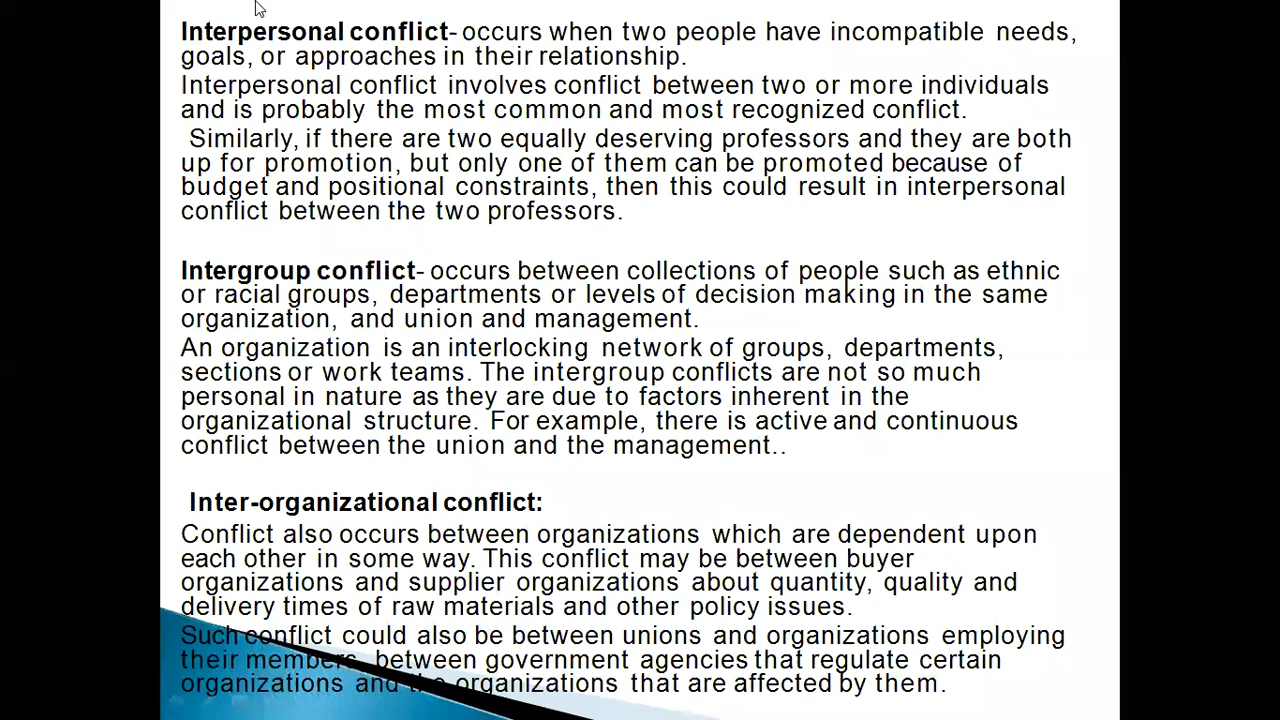 Interpersonal conflict- occurs when two people have incompatible needs,
goals, or approaches in their relationship.
Interpersonal conflict involves conflict between two or more individuals
and is probably the most common and most recognized conflict.
Similarly, if there are two equally deserving professors and they are both
up for promotion, but only one of them can be promoted because of
budget and positional constraints, then this could result in interpersonal
conflict between the two professors.
Intergroup conflict- occurs between collections of people such as ethnic
or racial groups, departments or levels of decision making in the same
organization, and union and management.
An organization is an interlocking network of groups, departments,
sections or work teams. The intergroup conflicts are not so much
personal in nature as they are due to factors inherent in the
organizational structure. For example, there is active and continuous
conflict between the union and the management..
Inter-organizational conflict:
Conflict also occurs between organizations which are dependent upon
each other in some way. This conflict may be between buyer
organizations and supplier organizations about quantity, quality and
delivery times of raw materials and other policy issues.
Such conflict could also be between unions and organizations employing
their members, between government agencies that regulate certain
organizations and the organizations that are affected by them.